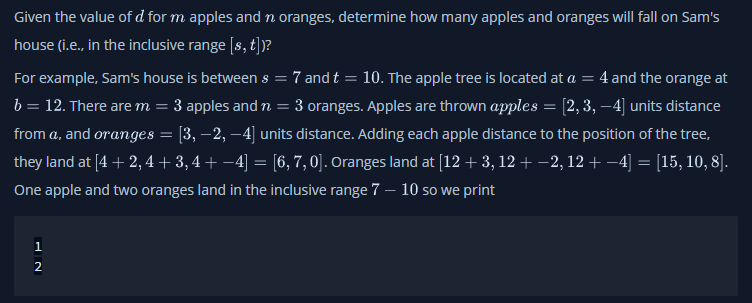 Given the value of d for m apples and n oranges, determine how many apples and oranges will fall on Sam's
house (i.e., in the inclusive range [s, t])?
For example, Sam's house is between s = 7 and t = 10. The apple tree is located at a = 4 and the orange at
b = 12. There are m = 3 apples and n = 3 oranges. Apples are thrown apples = [2, 3, −4] units distance
from a, and oranges = [3, −2, −4] units distance. Adding each apple distance to the position of the tree,
they land at [4 + 2, 4 + 3, 4 + −4] = [6, 7, 0]. Oranges land at [12 + 3, 12 + −2, 12 + −4] = [15, 10, 8].
One apple and two oranges land in the inclusive range 7 − 10 so we print
1
2